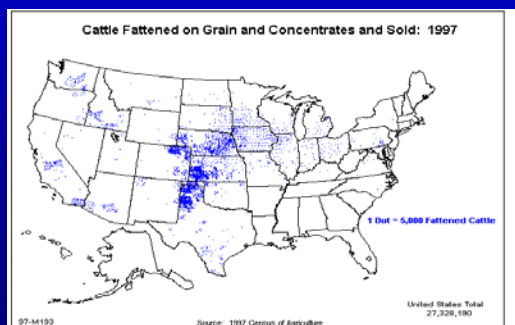 Cattle Fattened on Grain and Concentrates and Sold: 1997
1 Dot = 5,000 Fattened Cattle
United States Total
27,328,190
97-M193
Source: 1997 Census of Agriculture